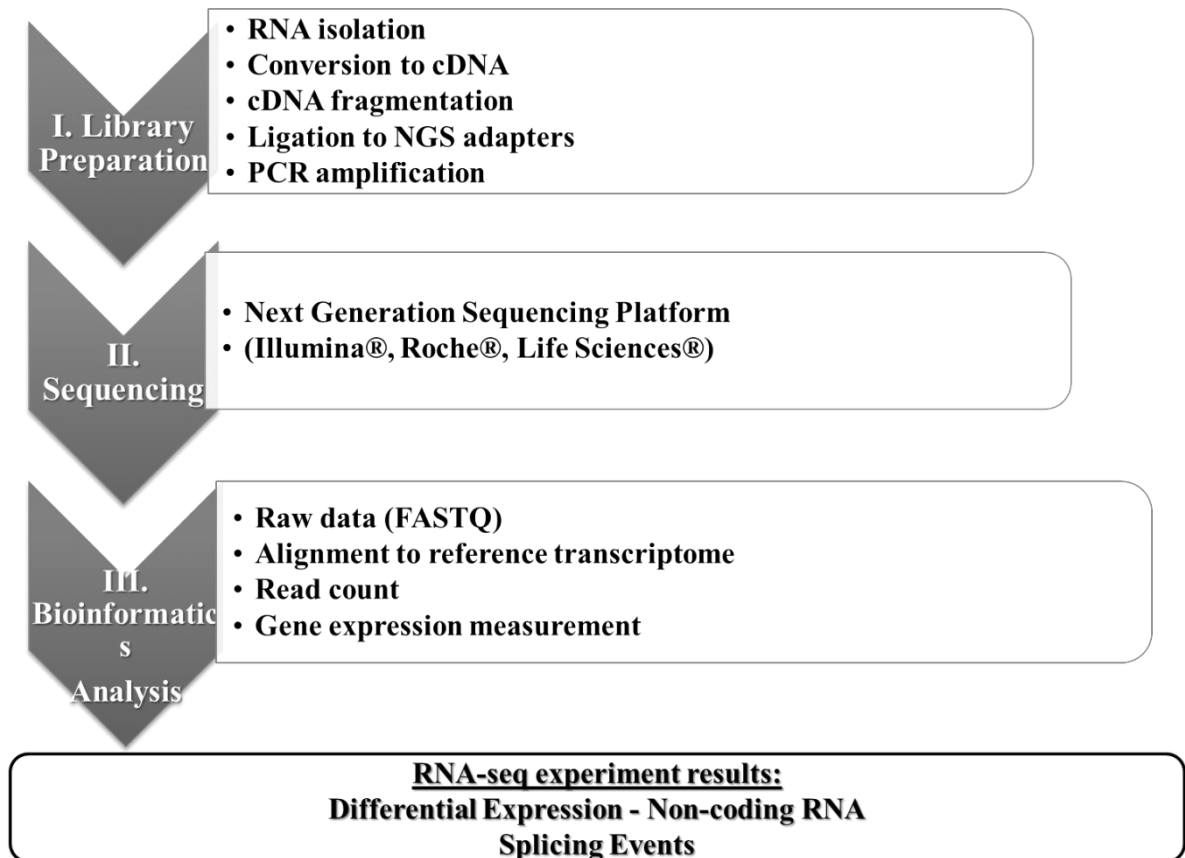 I. Library
Preparation
• RNA isolation
• Conversion to cDNA
• cDNA fragmentation
• Ligation to NGS adapters
• PCR amplification
II.
Sequencing
• Next Generation Sequencing Platform
• (Illumina®, Roche®, Life Sciences®)
III.
Bioinformatic
s
Analysis
• Raw data (FASTQ)
• Alignment to reference transcriptome
• Read count
• Gene expression measurement
RNA-seq experiment results:
Differential Expression - Non-coding RNA
Splicing Events